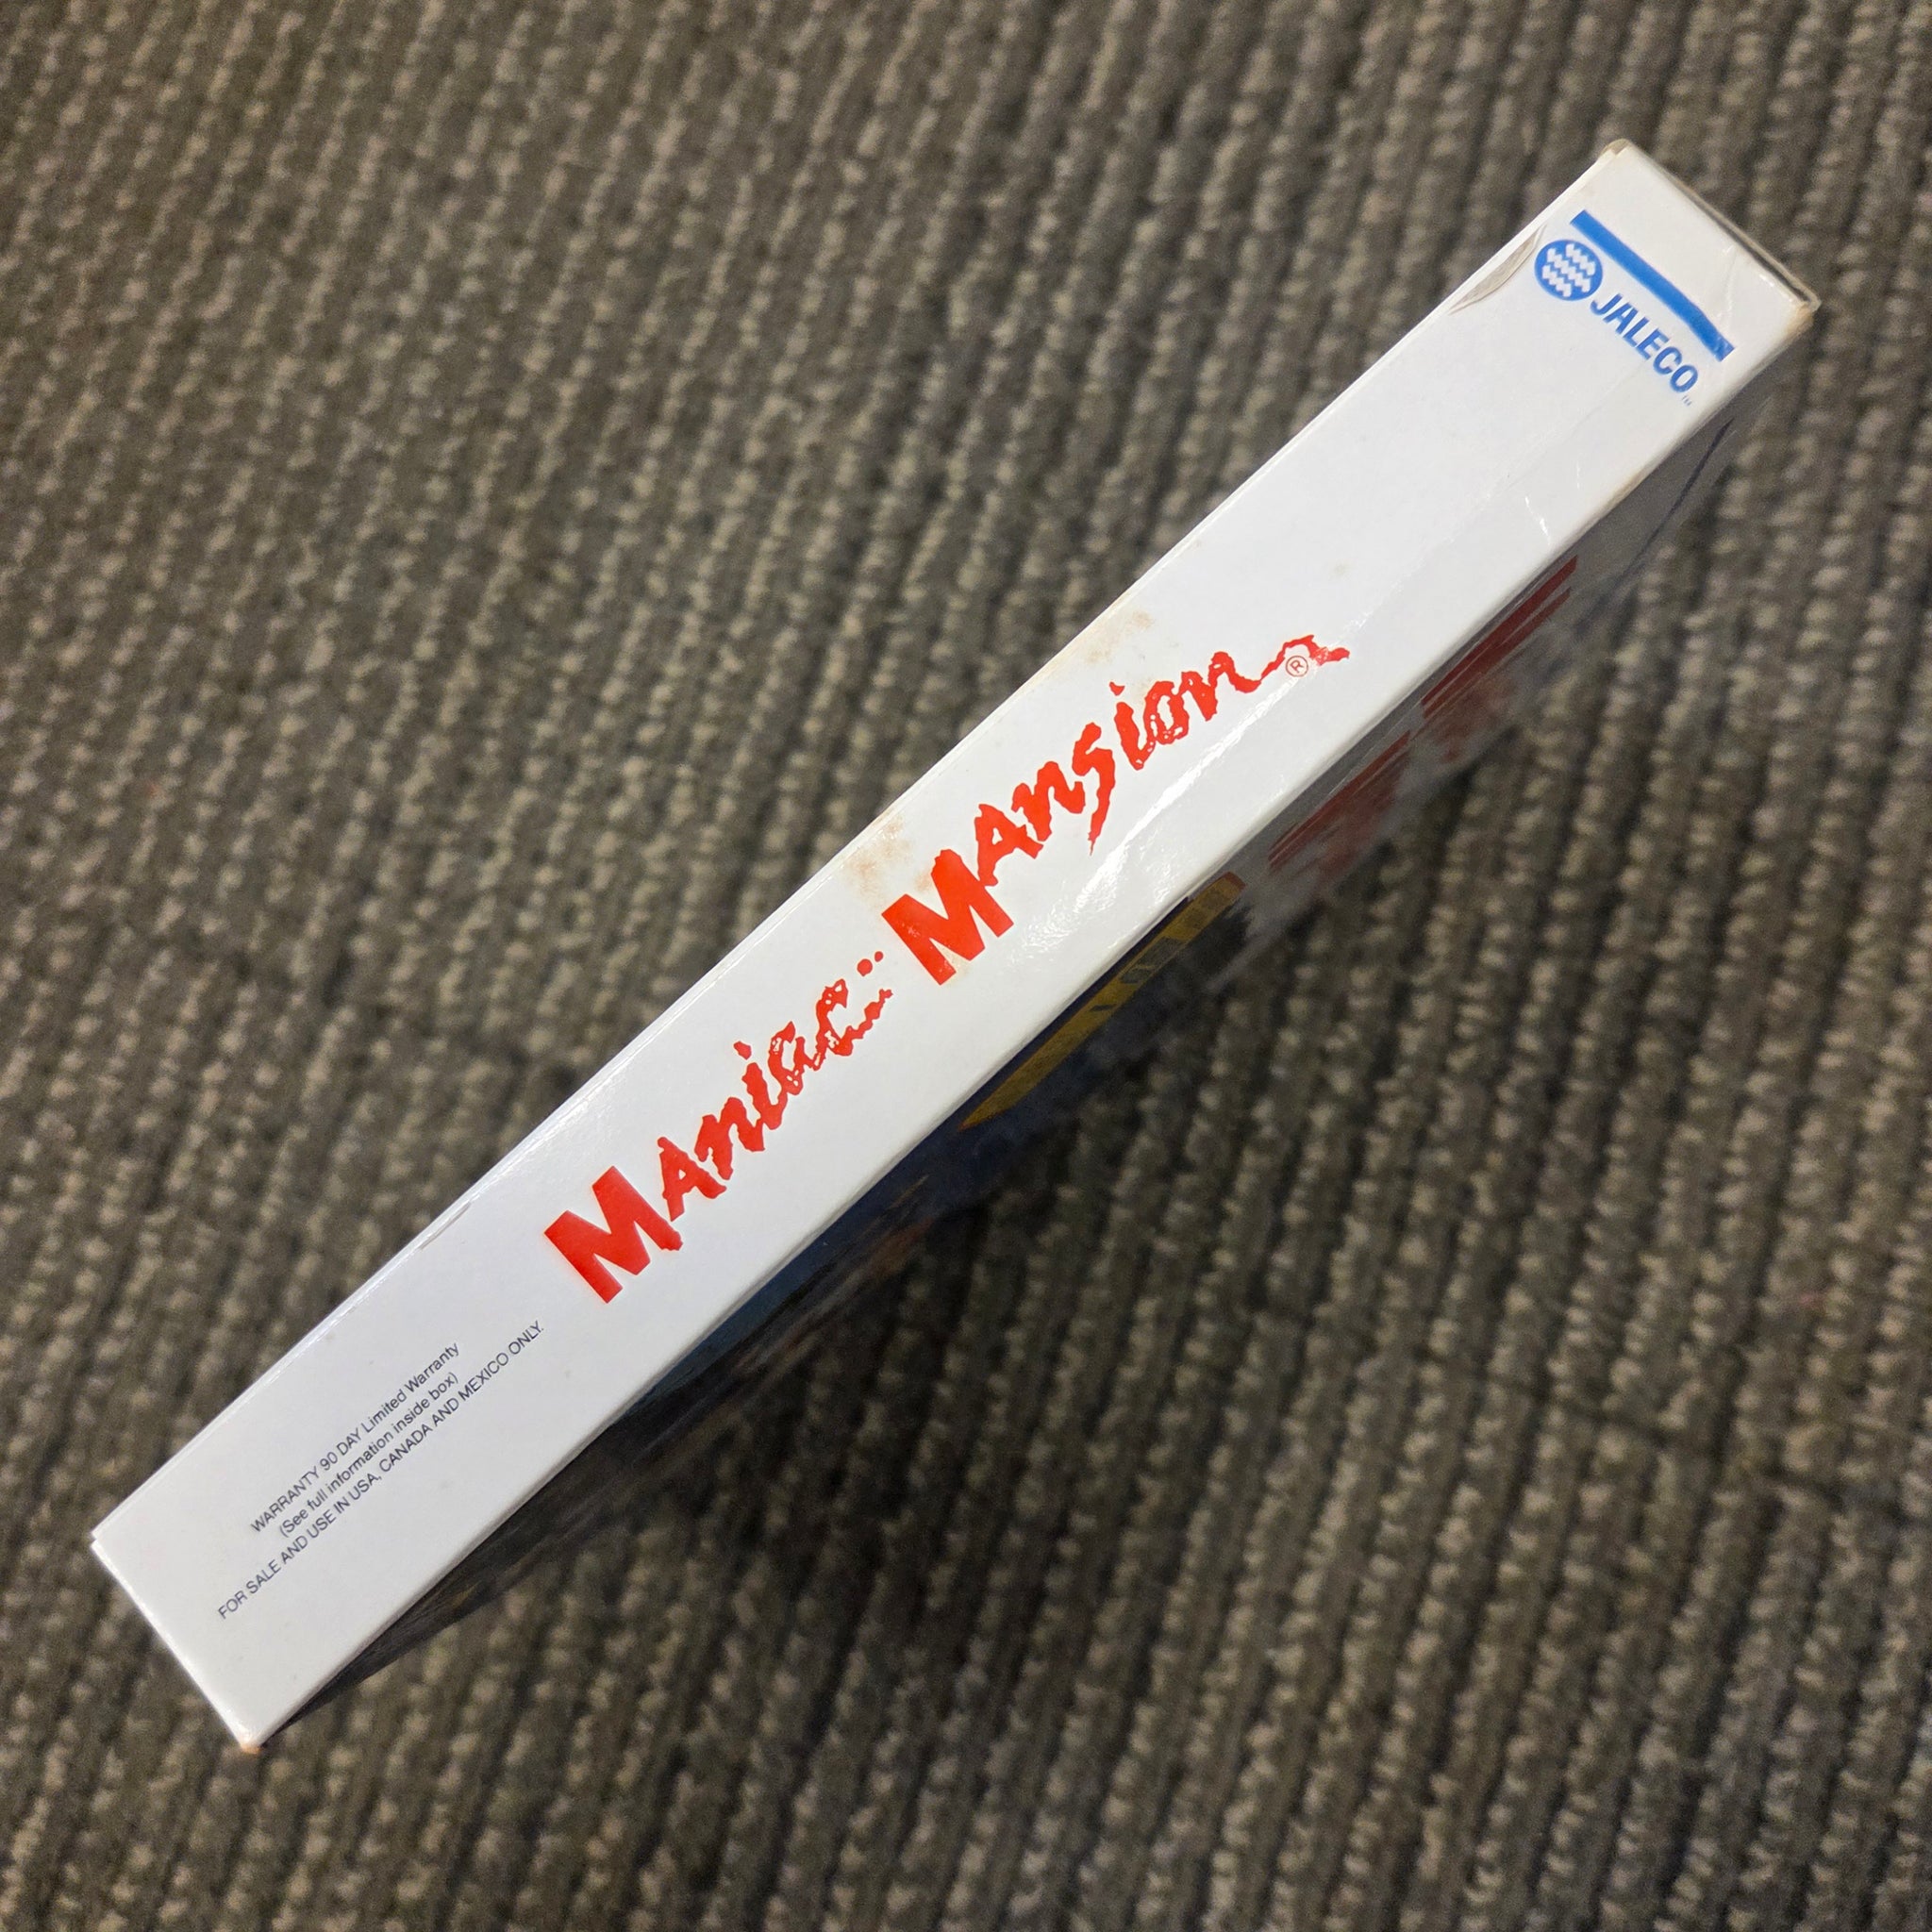 JALECO
Maniac Mansion ®
WARRANTY 90 DAY Limited Warranty
(See full information inside box)
FOR SALE AND USE IN USA, CANADA AND MEXICO ONLY.